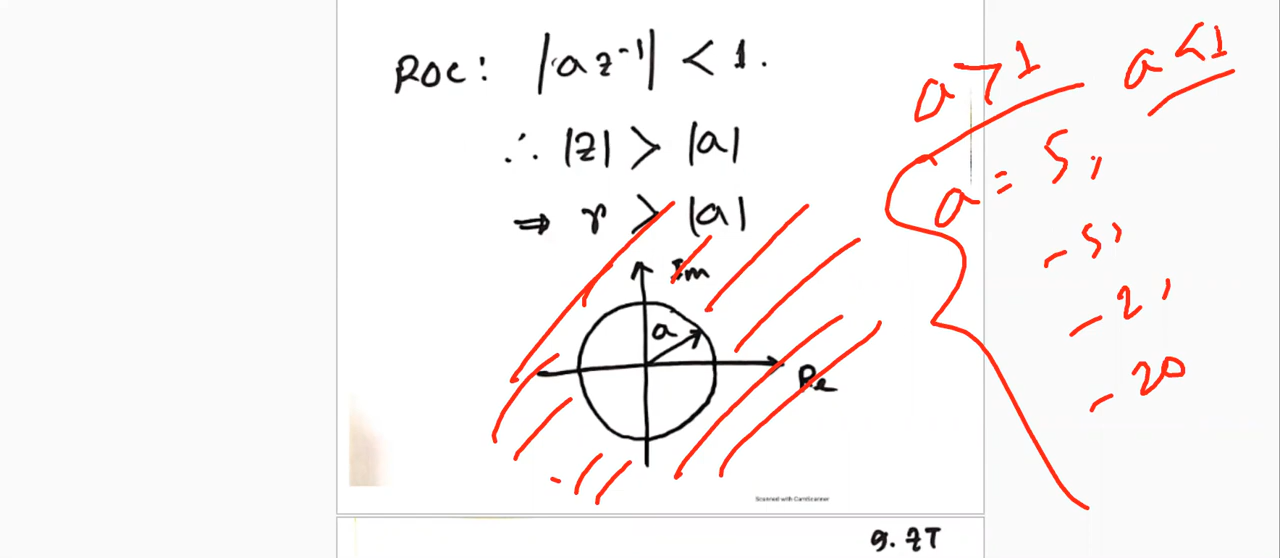 ROC: |az⁻¹| < 1.
∴ |z| > |a|
⇒ r > |a|
Im
a
Re
Scanned with CamScanner
9. ZT
a > 1
a < 1
a = 5,
-5,
-2,
-20